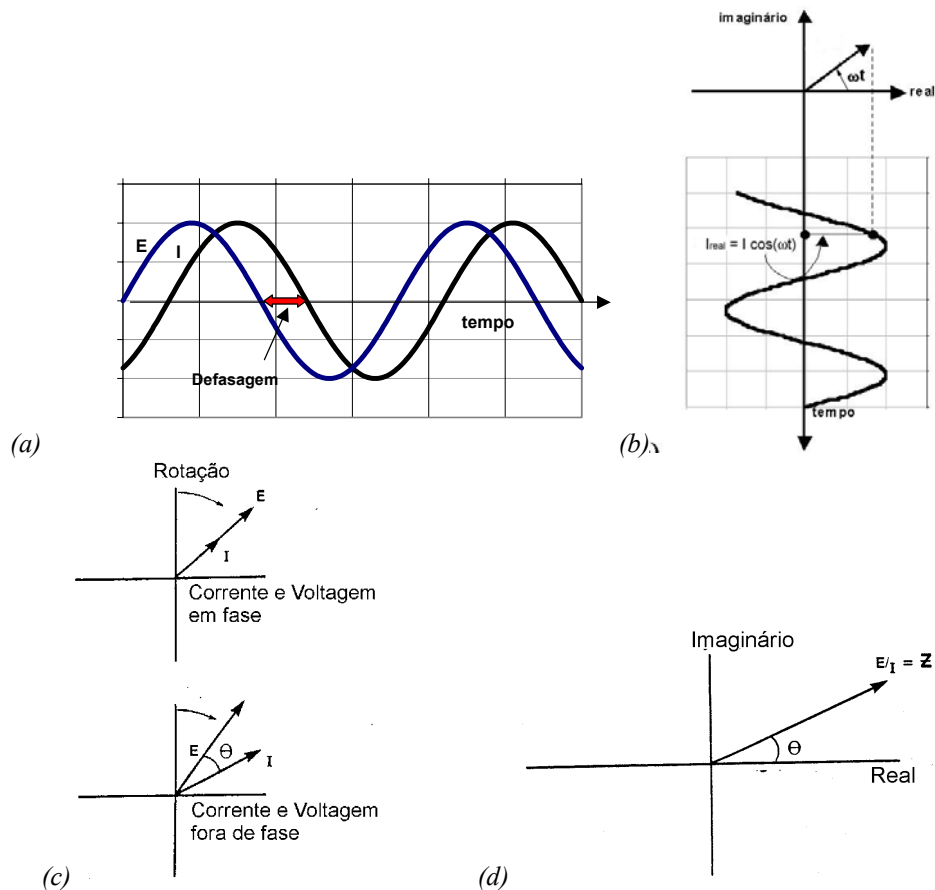 imaginário
ωt
real
E
I
tempo
Defasagem
(a)
Ireal = I cos(ωt)
tempo
(b)
Rotação
E
I
Corrente e Voltagem
em fase
E
θ
I
Corrente e Voltagem
fora de fase
(c)
Imaginário
E/I = Z
θ
Real
(d)